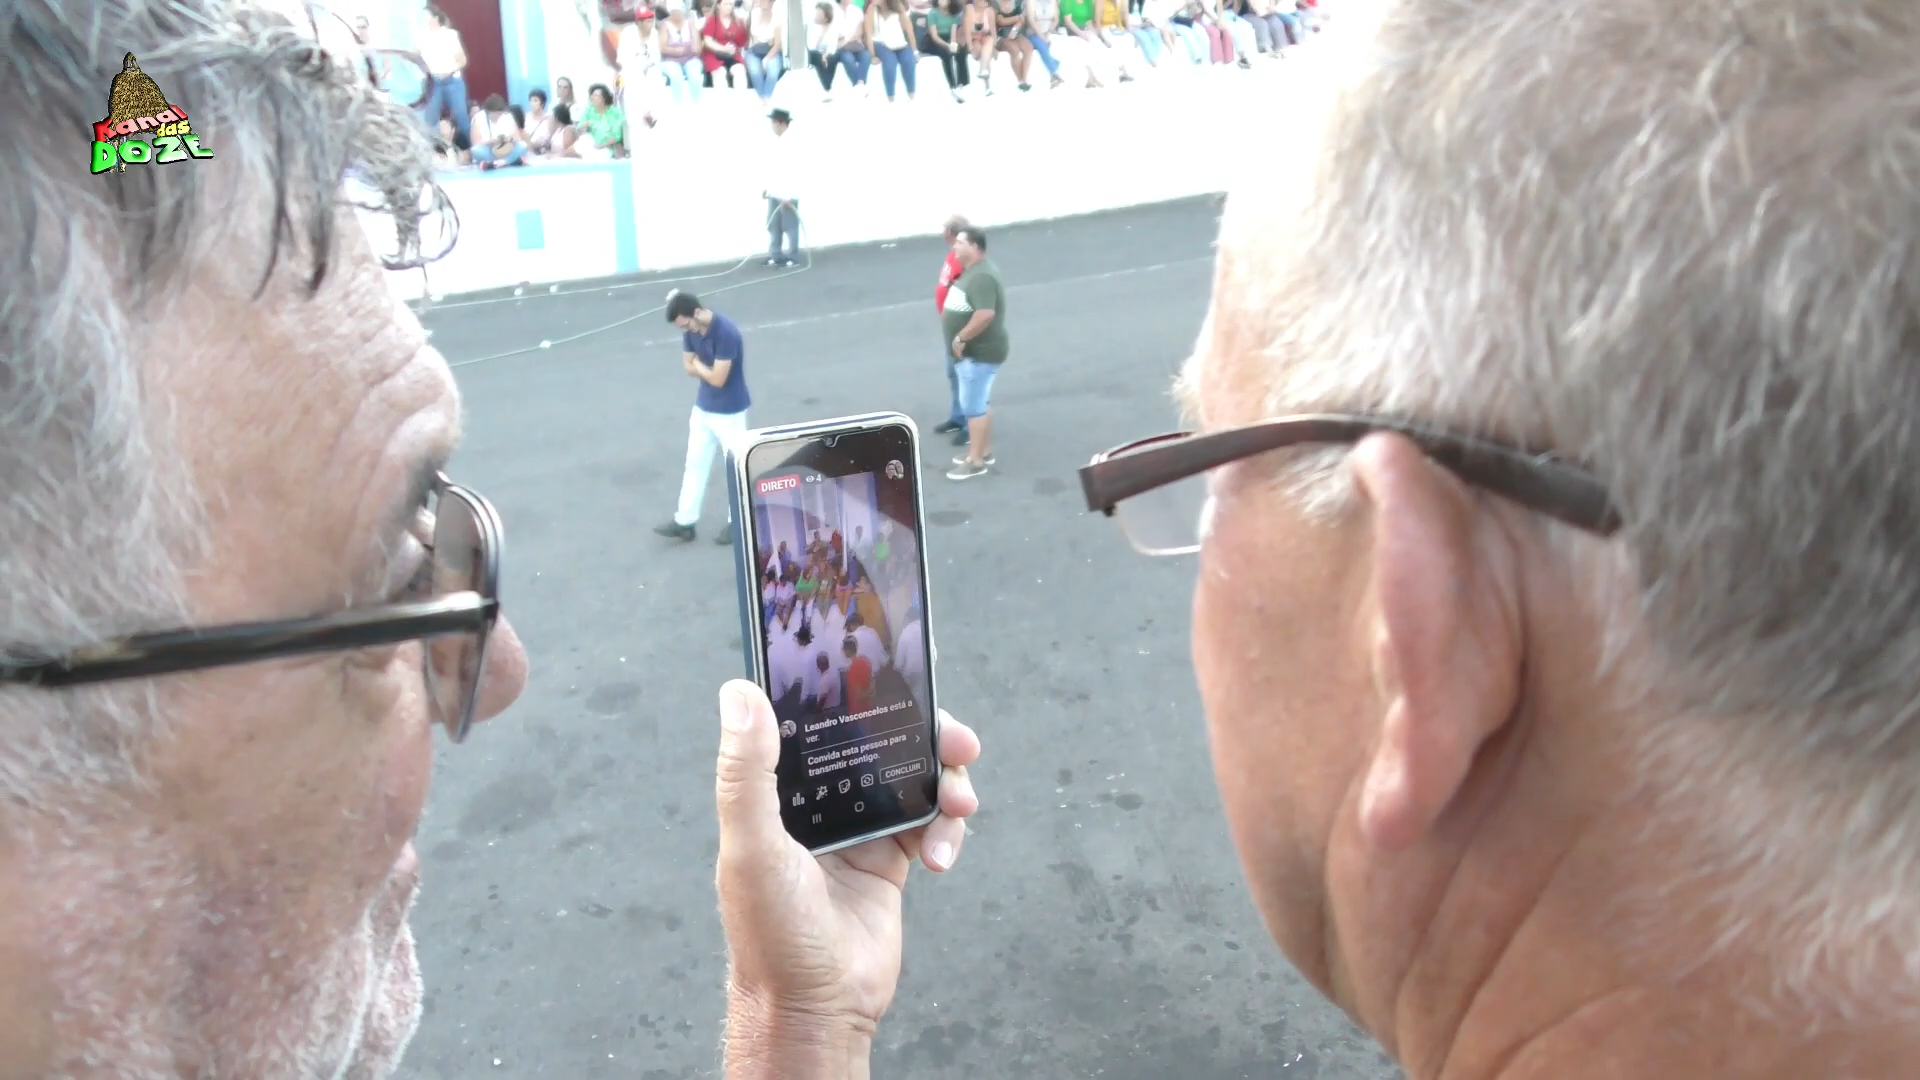 Kanal
das
DOZE
DIRETO 4
Leandro Vasconcelos está a
ver.
Convida esta pessoa para
transmitir contigo.
CONCLUIR